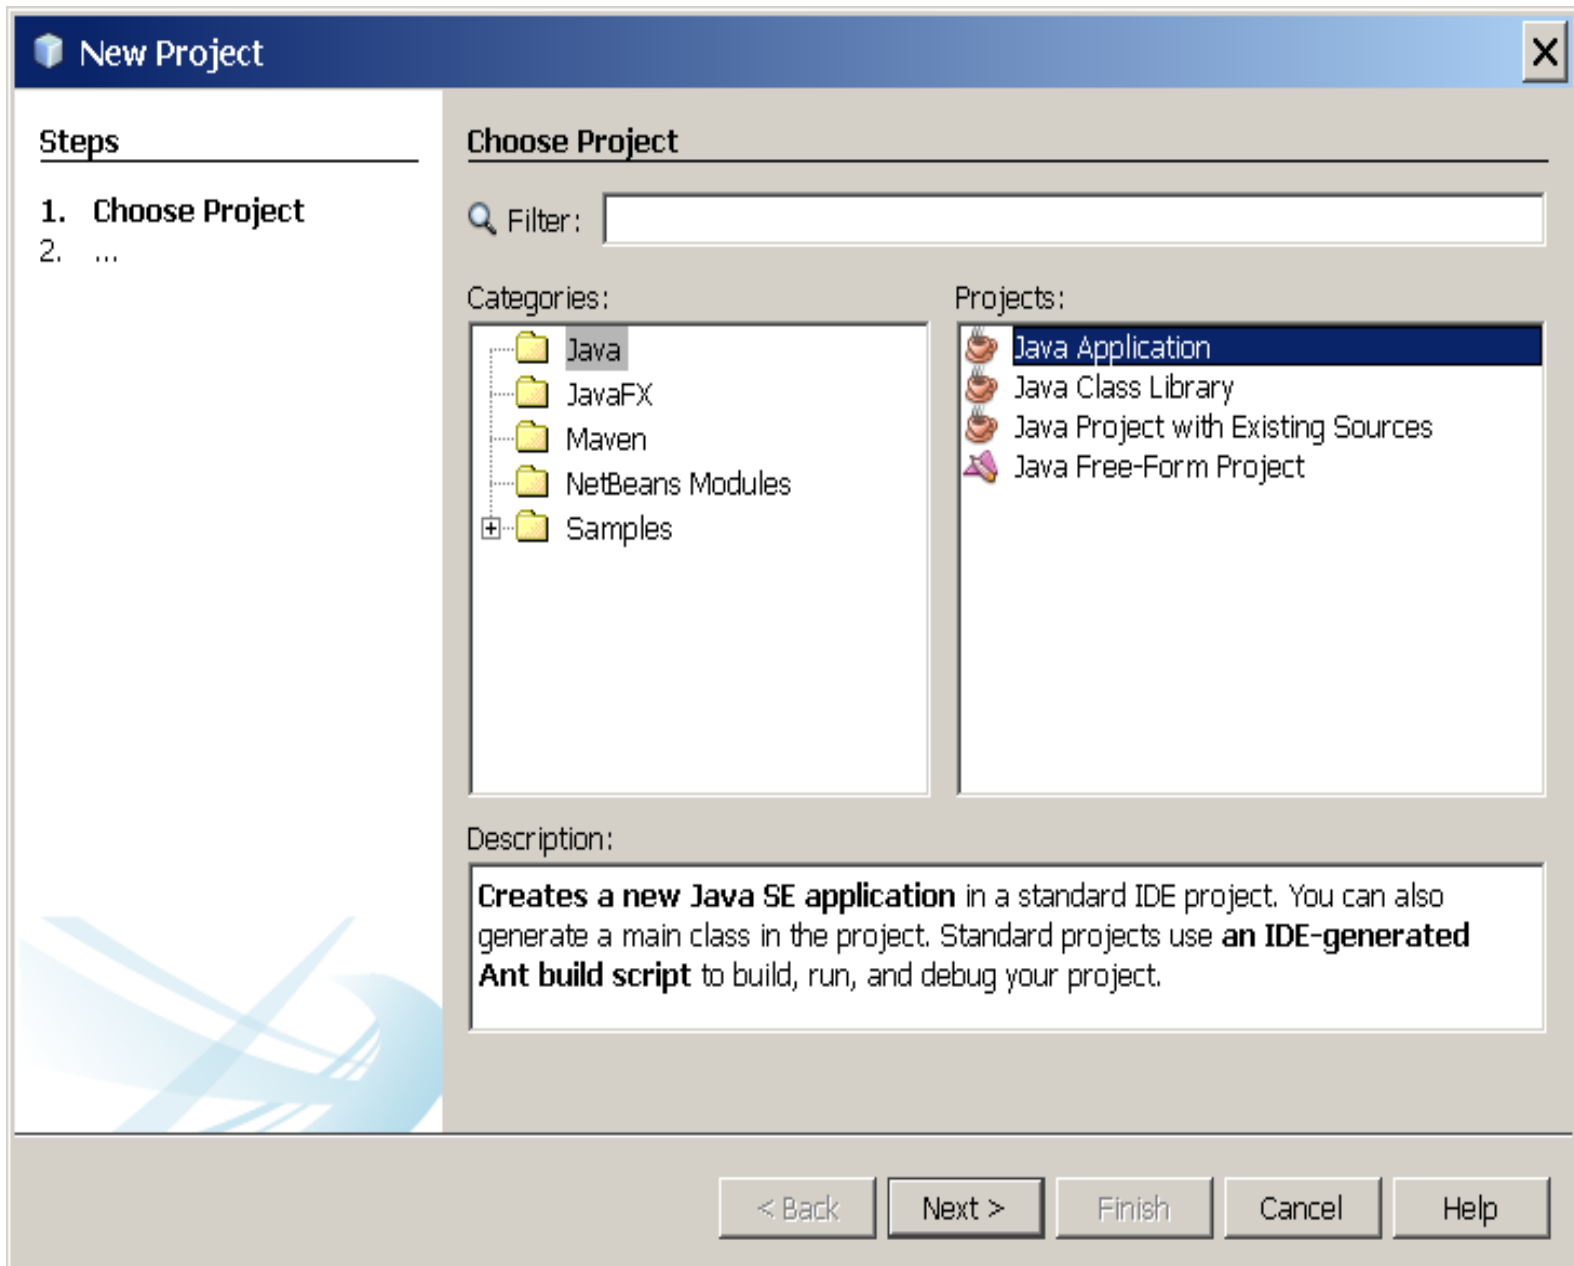 New Project
Steps
1. Choose Project
2. ...
Choose Project
Filter:
Categories:
Java
JavaFX
Maven
NetBeans Modules
Samples
Projects:
Java Application
Java Class Library
Java Project with Existing Sources
Java Free-Form Project
Description:
Creates a new Java SE application in a standard IDE project. You can also
generate a main class in the project. Standard projects use an IDE-generated
Ant build script to build, run, and debug your project.
< Back
Next >
Finish
Cancel
Help